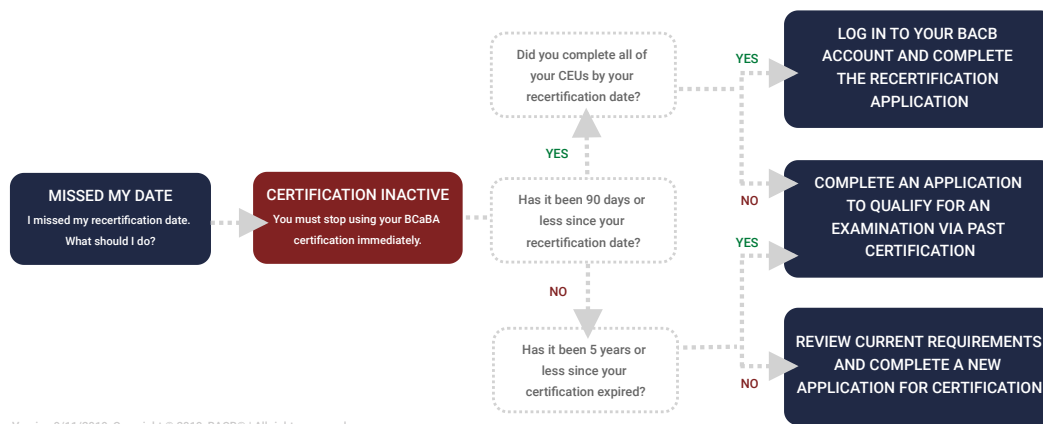 MISSED MY DATE
I missed my recertification date.
What should I do?
CERTIFICATION INACTIVE
You must stop using your BCaBA
certification immediately.
Did you complete all of
your CEUs by your
recertification date?
YES
Has it been 90 days or
less since your
recertification date?
NO
Has it been 5 years or
less since your
certification expired?
YES
LOG IN TO YOUR BACB
ACCOUNT AND COMPLETE
THE RECERTIFICATION
APPLICATION
NO
YES
COMPLETE AN APPLICATION
TO QUALIFY FOR AN
EXAMINATION VIA PAST
CERTIFICATION
NO
REVIEW CURRENT REQUIREMENTS
AND COMPLETE A NEW
APPLICATION FOR CERTIFICATION